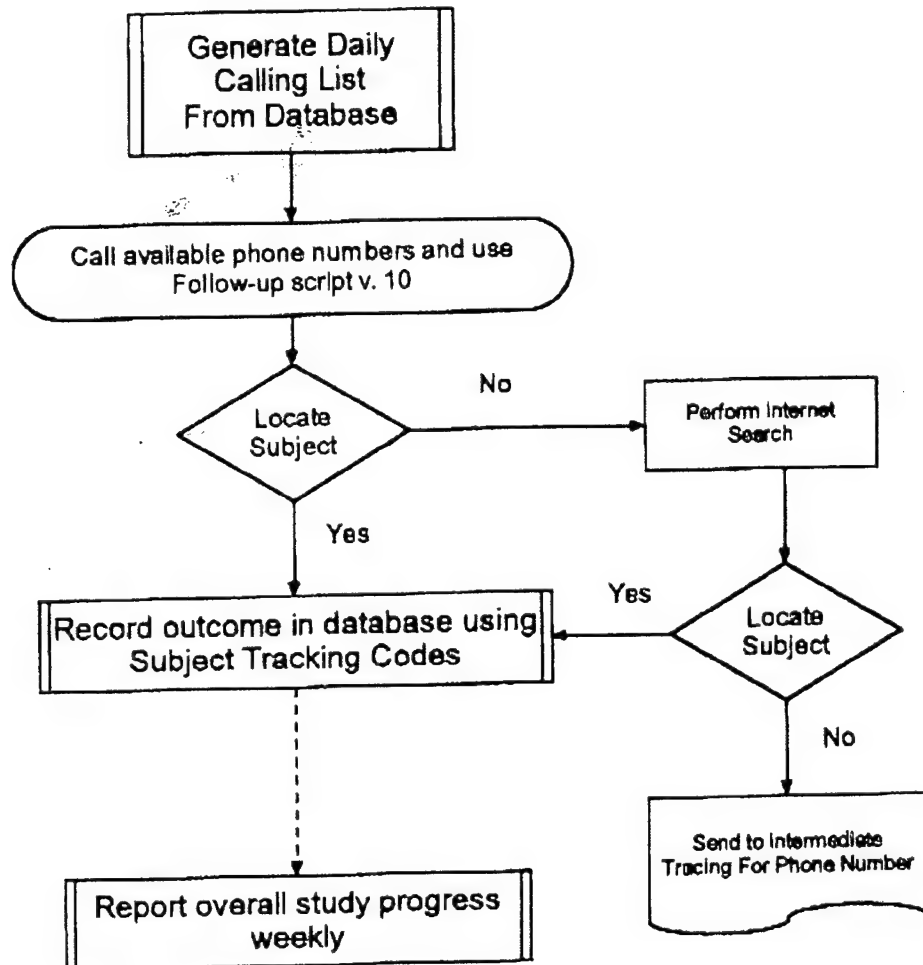 Generate Daily
Calling List
From Database
Call available phone numbers and use
Follow-up script v. 10
Locate
Subject
No
Perform Internet
Search
Yes
Record outcome in database using
Subject Tracking Codes
Yes
Locate
Subject
No
Send to Intermediate
Tracing For Phone Number
Report overall study progress
weekly